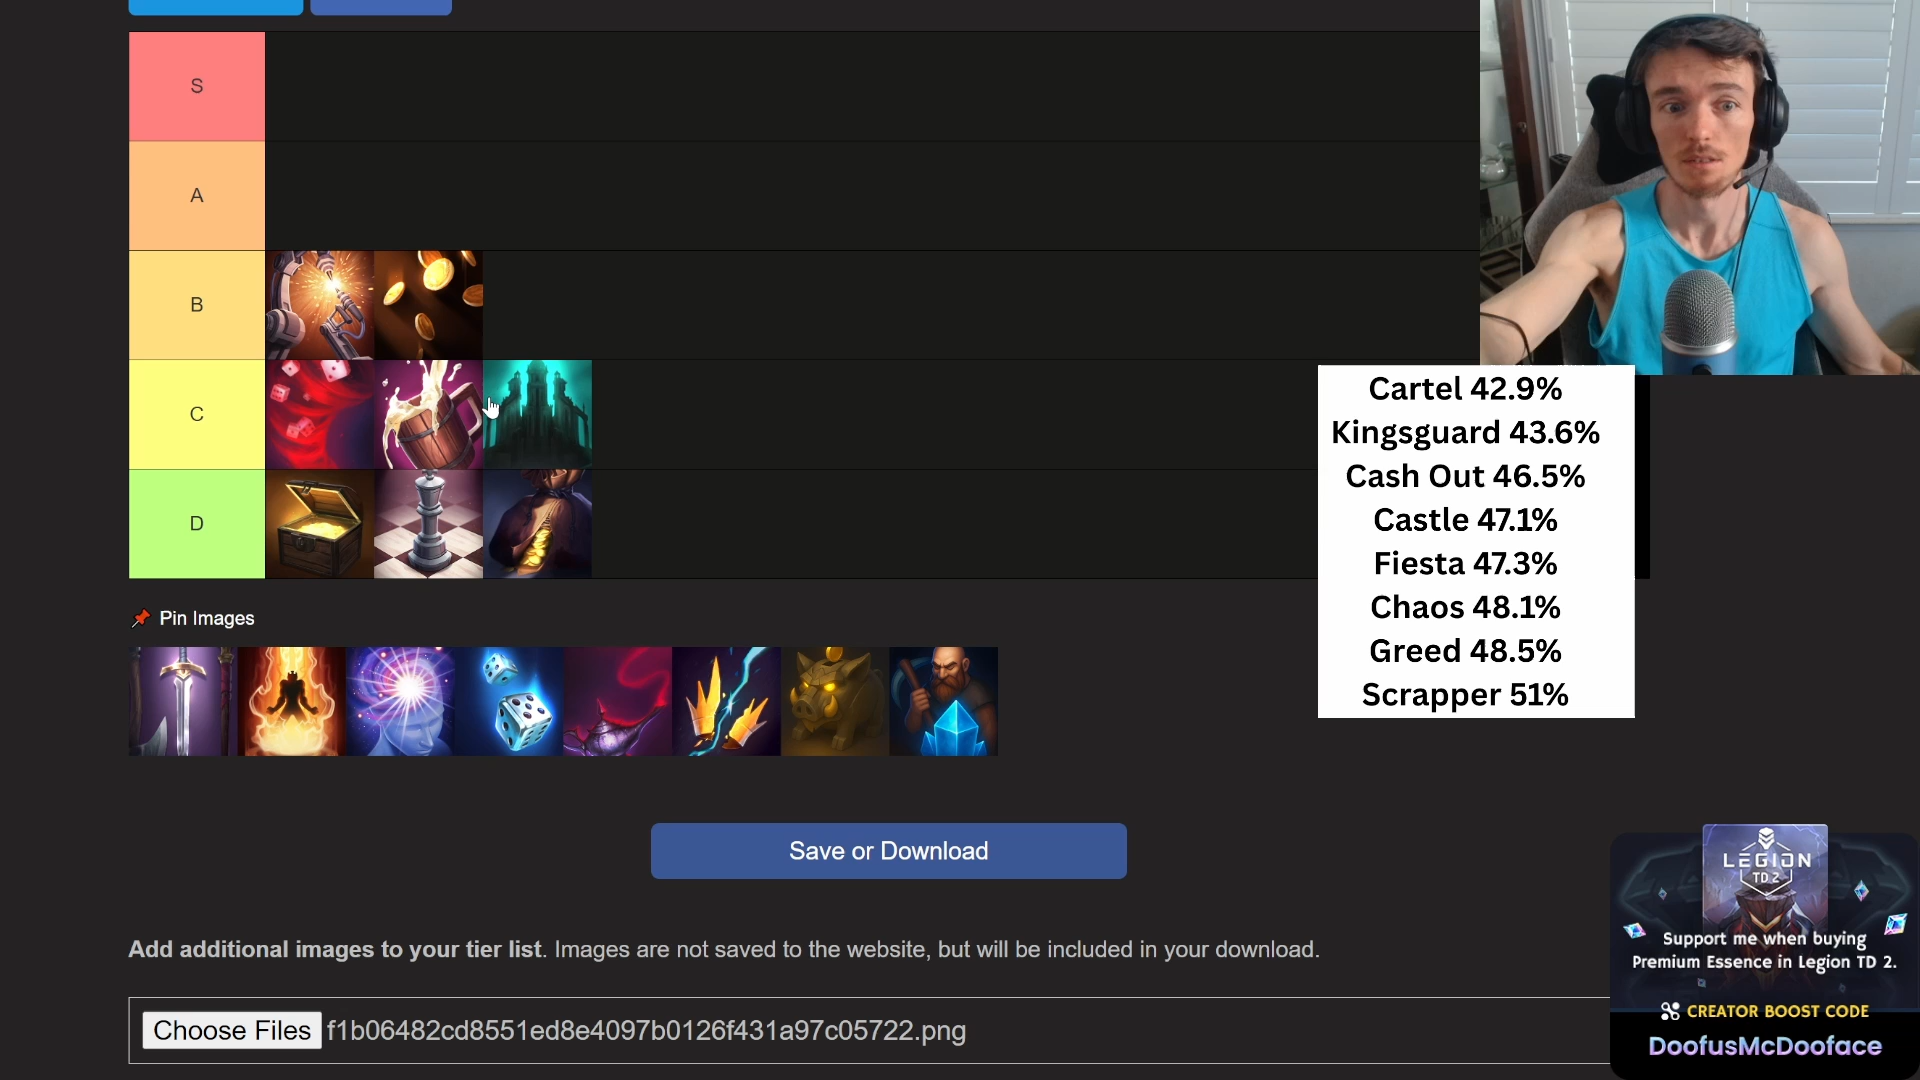 S
A
B
C
D
Cartel 42.9%
Kingsguard 43.6%
Cash Out 46.5%
Castle 47.1%
Fiesta 47.3%
Chaos 48.1%
Greed 48.5%
Scrapper 51%
Pin Images
Save or Download
Add additional images to your tier list. Images are not saved to the website, but will be included in your download.
Choose Files f1b06482cd8551ed8e4097b0126f431a97c05722.png
LEGION
TD 2
Support me when buying
Premium Essence in Legion TD 2.
CREATOR BOOST CODE
DoofusMcDooface